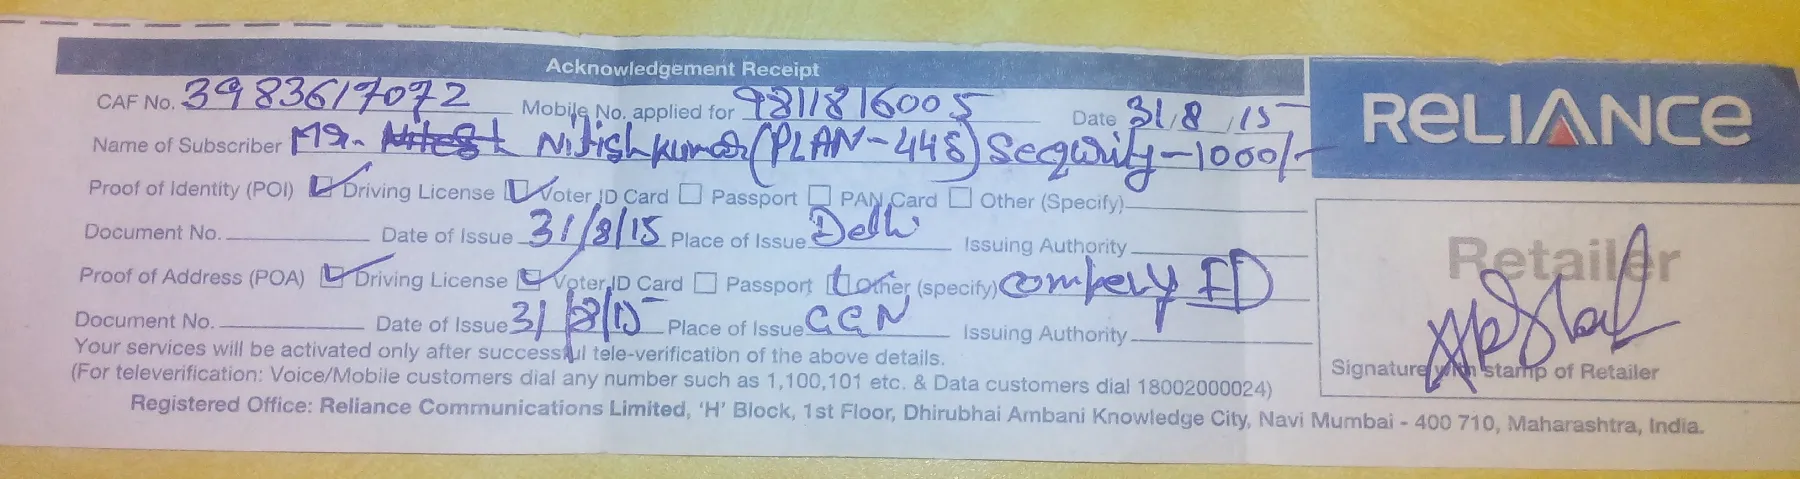 Acknowledgement Receipt
RELIANCE
CAF No. 3983617072 Mobile No. applied for 9811816005 Date 31/8/15
Name of Subscriber Mr. Nitish Kumar (PLAN-448) Sequrity-1000/-
Proof of Identity (POI) Driving License Voter ID Card Passport PAN Card Other (Specify)
Document No. Date of Issue 31/8/15 Place of Issue Delhi Issuing Authority
Retailer
Proof of Address (POA) Driving License Voter ID Card Passport Other (specify) Compeny ID
Document No. Date of Issue 31/8/15 Place of Issue GGN Issuing Authority
Your services will be activated only after successful tele-verification of the above details.
Signature with stamp of Retailer
(For televerification: Voice/Mobile customers dial any number such as 1,100,101 etc. & Data customers dial 18002000024)
Registered Office: Reliance Communications Limited, 'H' Block, 1st Floor, Dhirubhai Ambani Knowledge City, Navi Mumbai - 400 710, Maharashtra, India.